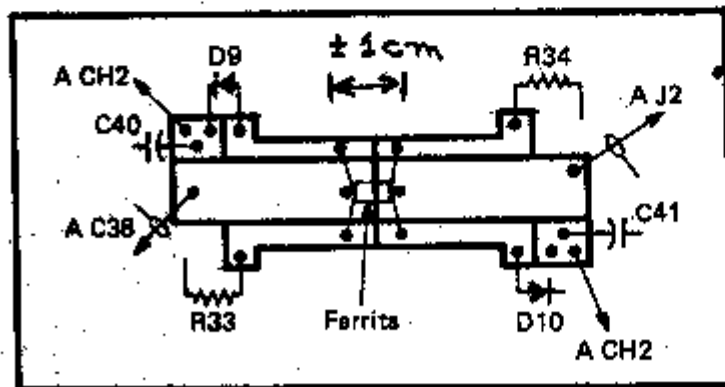 D9
± 1cm
R34
A CH2
A J2
C40
C41
A C38
R33
Ferrits
D10
A CH2